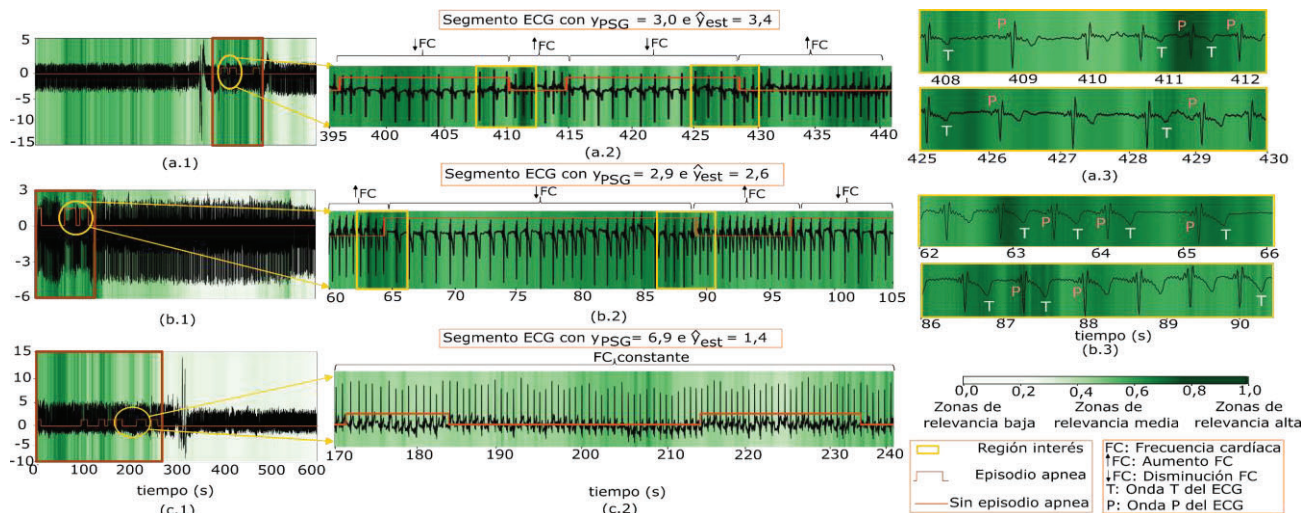 Segmento ECG con yPSG = 3,0 e ŷest = 3,4
↓FC ↑FC ↓FC ↑FC
5
0
-5
-10
-15
395 400 405 410 415 420 425 430 435 440
(a.1)
(a.2)
P P P
T T T
408 409 410 411 412
P P
T T
425 426 427 428 429 430
(a.3)
Segmento ECG con yPSG = 2,9 e ŷest = 2,6
↑FC ↓FC ↑FC ↓FC
3
0
-3
-6
60 65 70 75 80 85 90 95 100 105
(b.1)
(b.2)
P P P
T T T
62 63 64 65 66
P P
T T T
86 87 88 89 90
tiempo (s)
(b.3)
Segmento ECG con yPSG= 6,9 e ŷest = 1,4
FC constante
15
10
5
0
-5
-10
0 100 200 300 400 500 600
170 180 190 200 210 220 230 240
tiempo (s)
tiempo (s)
(c.1)
(c.2)
0,0 0,2 0,4 0,6 0,8 1,0
Zonas de relevancia baja
Zonas de relevancia media
Zonas de relevancia alta
Región interés
Episodio apnea
Sin episodio apnea
FC: Frecuencia cardíaca
↑FC: Aumento FC
↓FC: Disminución FC
T: Onda T del ECG
P: Onda P del ECG